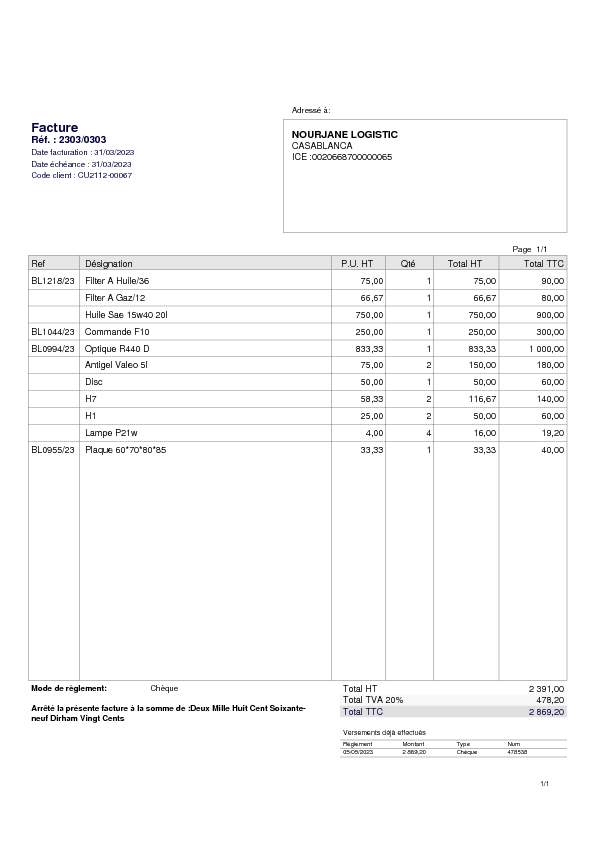 Adressé à:
Facture
Réf. : 2303/0303
Date facturation : 31/03/2023
Date échéance : 31/03/2023
Code client : CU2112-00067
NOURJANE LOGISTIC
CASABLANCA
ICE :0020668700000065
Page 1/1
Ref Désignation P.U. HT Qté Total HT Total TTC
BL1218/23 Filter A Huile/36 75,00 1 75,00 90,00
Filter A Gaz/12 66,67 1 66,67 80,00
Huile Sae 15w40 20l 750,00 1 750,00 900,00
BL1044/23 Commande F10 250,00 1 250,00 300,00
BL0994/23 Optique R440 D 833,33 1 833,33 1 000,00
Antigel Valeo 5l 75,00 2 150,00 180,00
Disc 50,00 1 50,00 60,00
H7 58,33 2 116,67 140,00
H1 25,00 2 50,00 60,00
Lampe P21w 4,00 4 16,00 19,20
BL0955/23 Plaque 60*70*80*85 33,33 1 33,33 40,00
Mode de règlement: Chèque
Arrêté la présente facture à la somme de :Deux Mille Huit Cent Soixante-
neuf Dirham Vingt Cents
Total HT 2 391,00
Total TVA 20% 478,20
Total TTC 2 869,20
Versements déjà effectués
Règlement Montant Type Num
05/05/2023 2 869,20 Chèque 478538
1/1